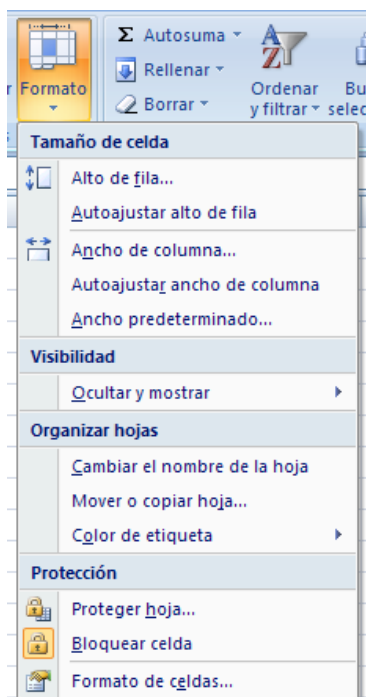 Σ Autosuma
Formato
Rellenar
Borrar
Ordenar
y filtrar
Tamaño de celda
Alto de fila...
Autoajustar alto de fila
Ancho de columna...
Autoajustar ancho de columna
Ancho predeterminado...
Visibilidad
Ocultar y mostrar
Organizar hojas
Cambiar el nombre de la hoja
Mover o copiar hoja...
Color de etiqueta
Protección
Proteger hoja...
Bloquear celda
Formato de celdas...